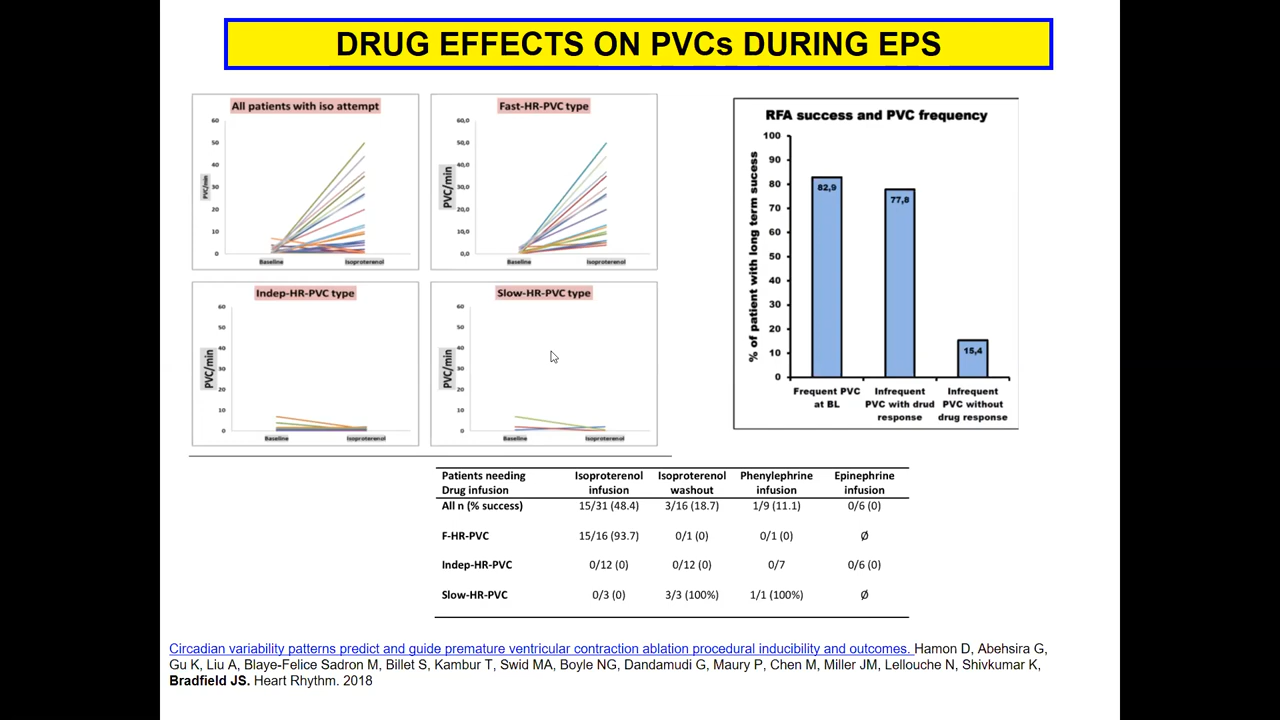 DRUG EFFECTS ON PVCs DURING EPS
All patients with iso attempt
PVC/min
60
50
40
30
20
10
0
Baseline
Isoproterenol
Fast-HR-PVC type
PVC/min
60,0
50,0
40,0
30,0
20,0
10,0
0,0
Baseline
Isoproterenol
Indep-HR-PVC type
PVC/min
60
50
40
30
20
10
0
Baseline
Isoproterenol
Slow-HR-PVC type
PVC/min
60
50
40
30
20
10
0
Baseline
Isoproterenol
RFA success and PVC frequency
% of patient with long term sucess
100
90
80
70
60
50
40
30
20
10
0
82,9
77,8
15,4
Frequent PVC
at BL
Infrequent
PVC with drud
response
Infrequent
PVC without
drug response
Patients needing Isoproterenol Isoproterenol Phenylephrine Epinephrine
Drug infusion infusion washout infusion infusion
All n (% success) 15/31 (48.4) 3/16 (18.7) 1/9 (11.1) 0/6 (0)
F-HR-PVC 15/16 (93.7) 0/1 (0) 0/1 (0) Ø
Indep-HR-PVC 0/12 (0) 0/12 (0) 0/7 0/6 (0)
Slow-HR-PVC 0/3 (0) 3/3 (100%) 1/1 (100%) Ø
Circadian variability patterns predict and guide premature ventricular contraction ablation procedural inducibility and outcomes. Hamon D, Abehsira G,
Gu K, Liu A, Blaye-Felice Sadron M, Billet S, Kambur T, Swid MA, Boyle NG, Dandamudi G, Maury P, Chen M, Miller JM, Lellouche N, Shivkumar K,
Bradfield JS. Heart Rhythm. 2018